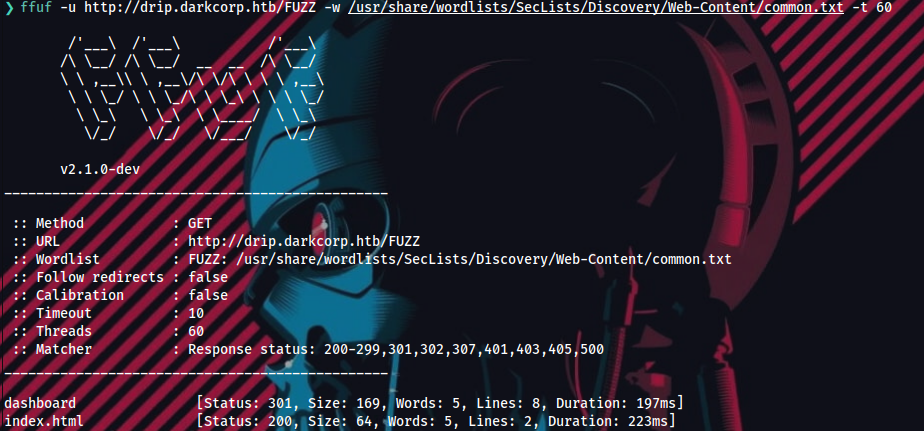 ❯ ffuf -u http://drip.darkcorp.htb/FUZZ -w /usr/share/wordlists/SecLists/Discovery/Web-Content/common.txt -t 60
        /'___\  /'___\           /'___\
       /\ \__/ /\ \__/  __  __  /\ \__/
       \ \ ,__\\ \ ,__\/\ \/\ \ \ \ ,__\
        \ \ \_/ \ \ \_/\ \ \_\ \ \ \ \_/
         \ \_\   \ \_\  \ \____/  \ \_\
          \/_/    \/_/   \/___/    \/_/
       v2.1.0-dev
________________________________________________
 :: Method           : GET
 :: URL              : http://drip.darkcorp.htb/FUZZ
 :: Wordlist         : FUZZ: /usr/share/wordlists/SecLists/Discovery/Web-Content/common.txt
 :: Follow redirects : false
 :: Calibration      : false
 :: Timeout          : 10
 :: Threads          : 60
 :: Matcher          : Response status: 200-299,301,302,307,401,403,405,500
________________________________________________
dashboard               [Status: 301, Size: 169, Words: 5, Lines: 8, Duration: 197ms]
index.html              [Status: 200, Size: 64, Words: 5, Lines: 2, Duration: 223ms]